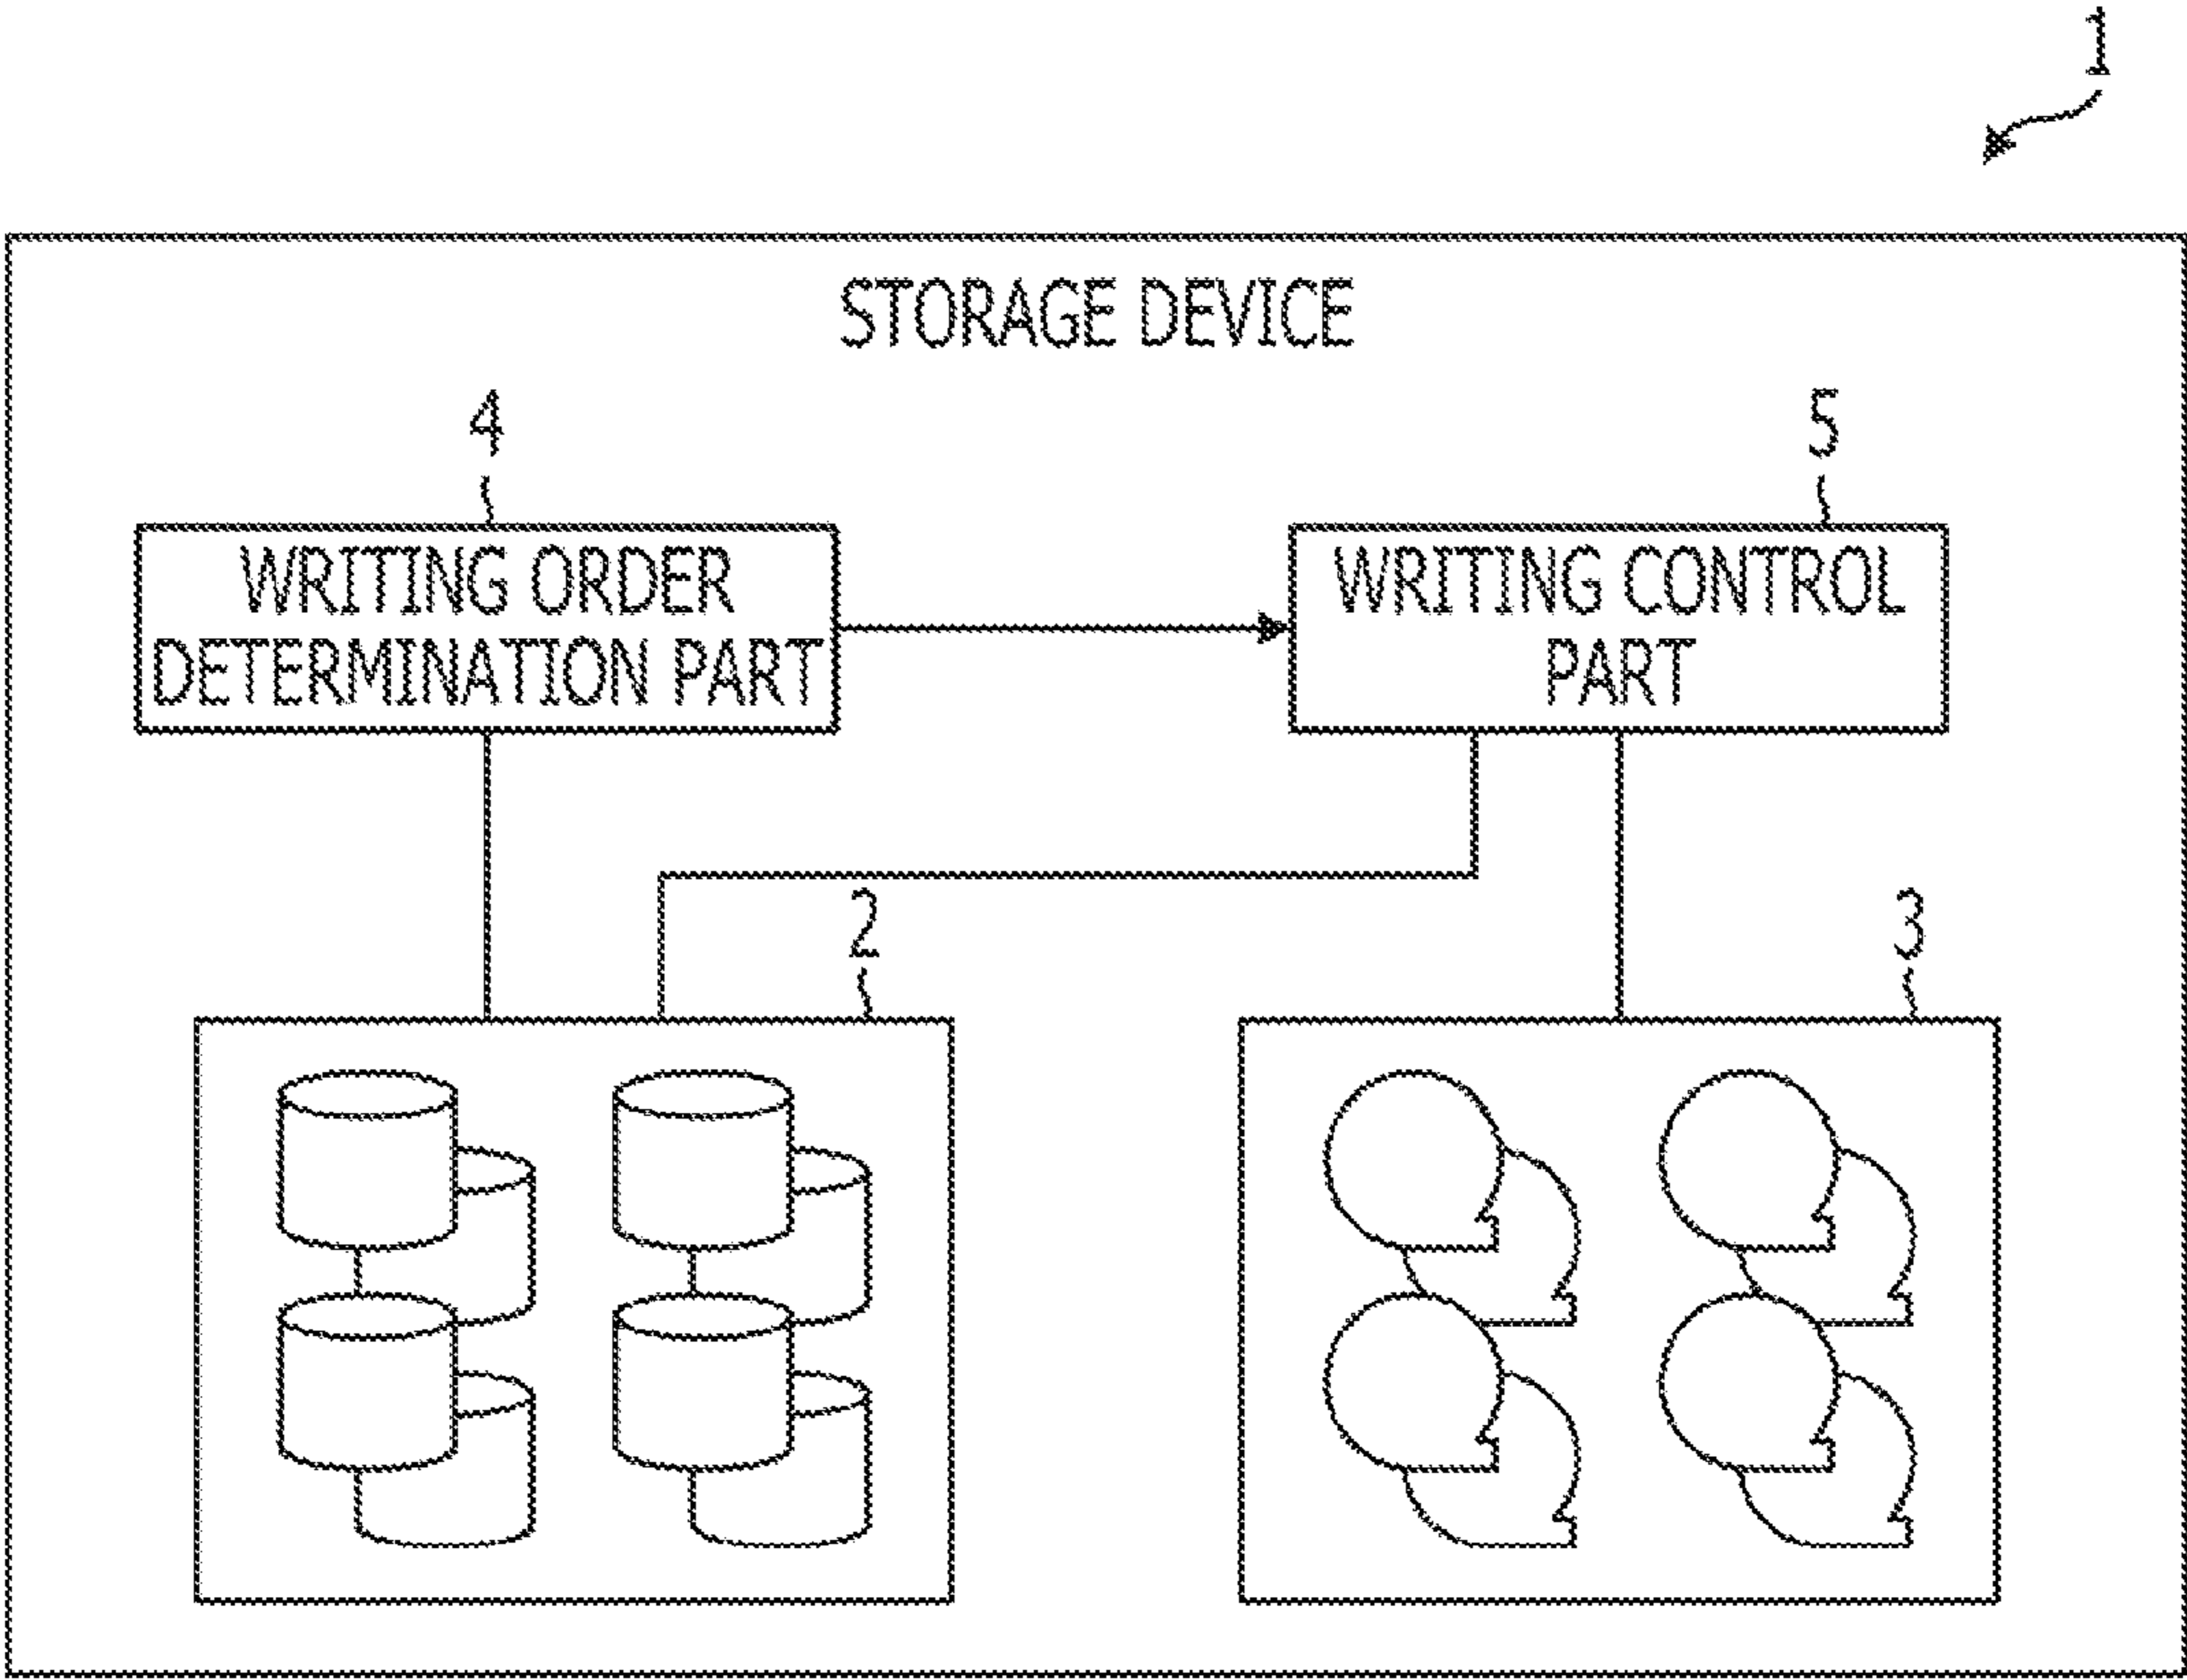 1
STORAGE DEVICE
4
5
WRITING ORDER
DETERMINATION PART
WRITING CONTROL
PART
2
3